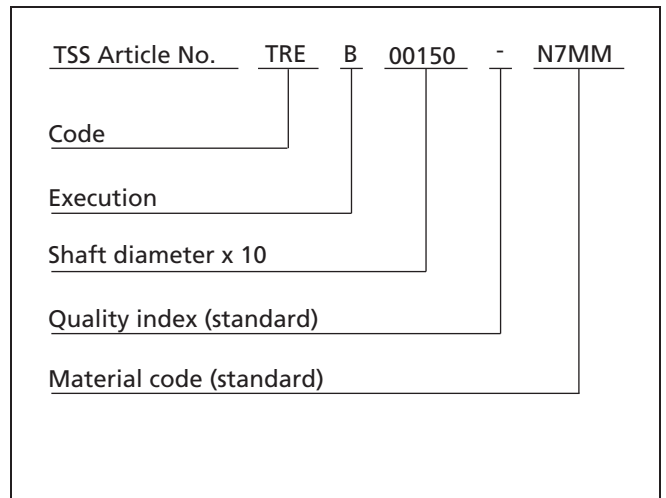 TSS Article No. TRE B 00150 - N7MM
Code
Execution
Shaft diameter x 10
Quality index (standard)
Material code (standard)